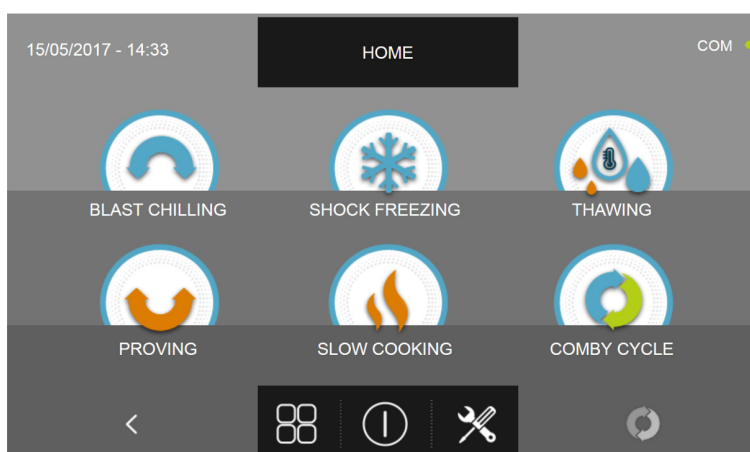 15/05/2017 - 14:33
HOME
COM
BLAST CHILLING
SHOCK FREEZING
THAWING
PROVING
SLOW COOKING
COMBY CYCLE